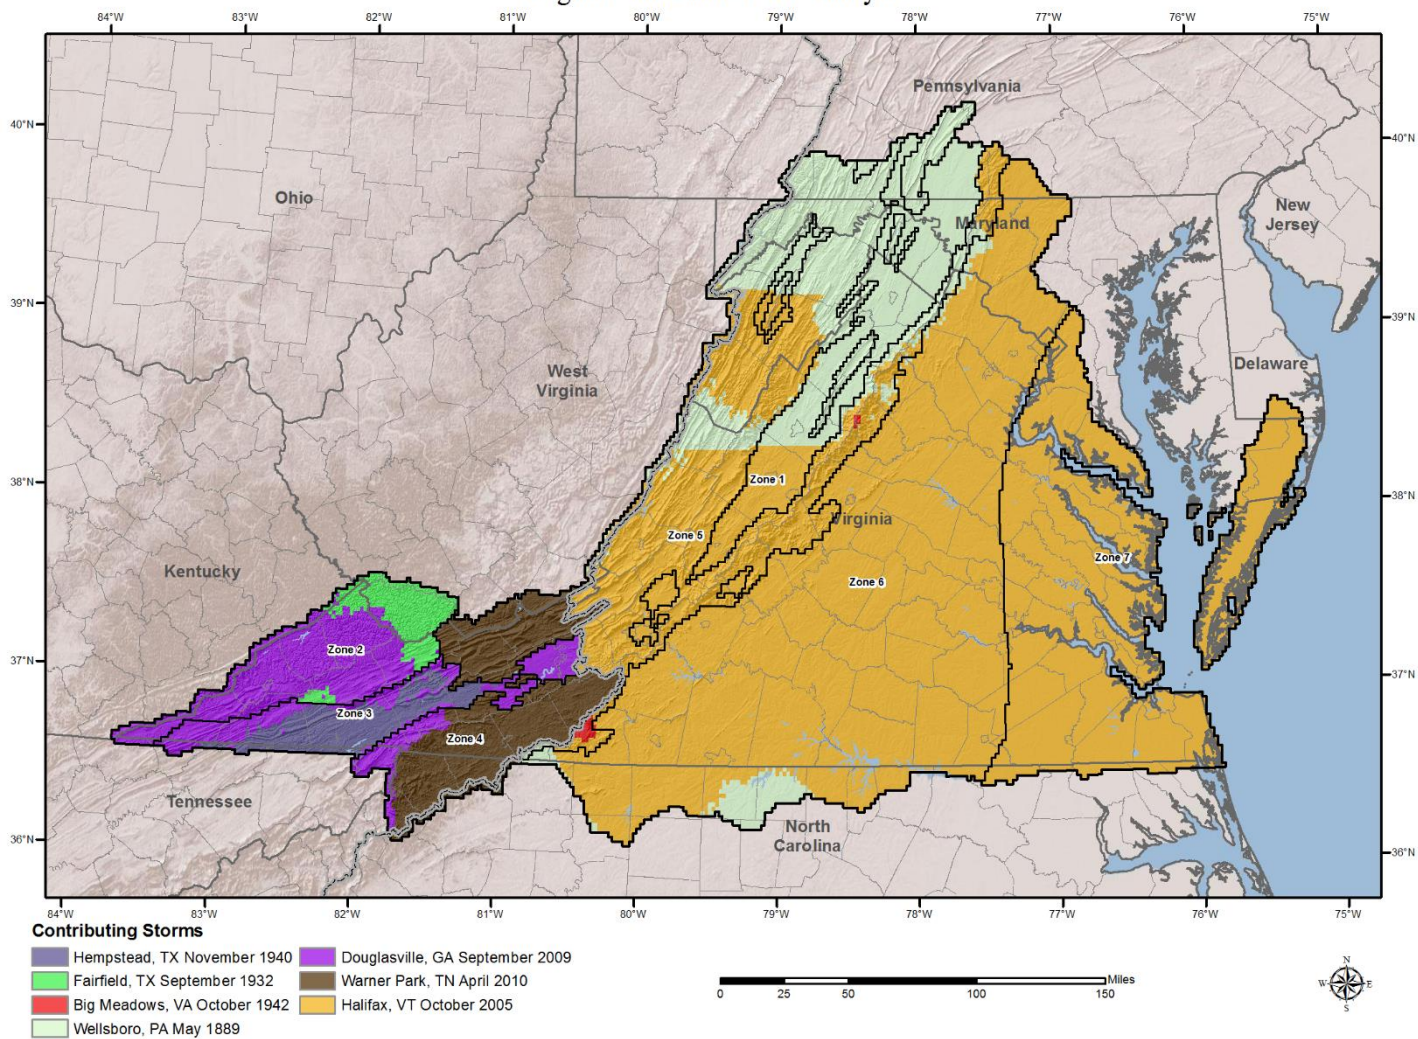 84°W 83°W 82°W 81°W 80°W 79°W 78°W 77°W 76°W 75°W
Pennsylvania
40°N 40°N
Ohio
New
Jersey
Maryland
39°N 39°N
West
Virginia
Delaware
38°N 38°N
Zone 1
Virginia
Zone 5
Zone 7
Kentucky
Zone 6
Zone 2
37°N 37°N
Zone 3
Zone 4
Tennessee
North
Carolina
36°N 36°N
84°W 83°W 82°W 81°W 80°W 79°W 78°W 77°W 76°W 75°W
Contributing Storms
Hempstead, TX November 1940
Fairfield, TX September 1932
Big Meadows, VA October 1942
Wellsboro, PA May 1889
Douglasville, GA September 2009
Warner Park, TN April 2010
Halifax, VT October 2005
Miles
0 25 50 100 150
N
W E
S